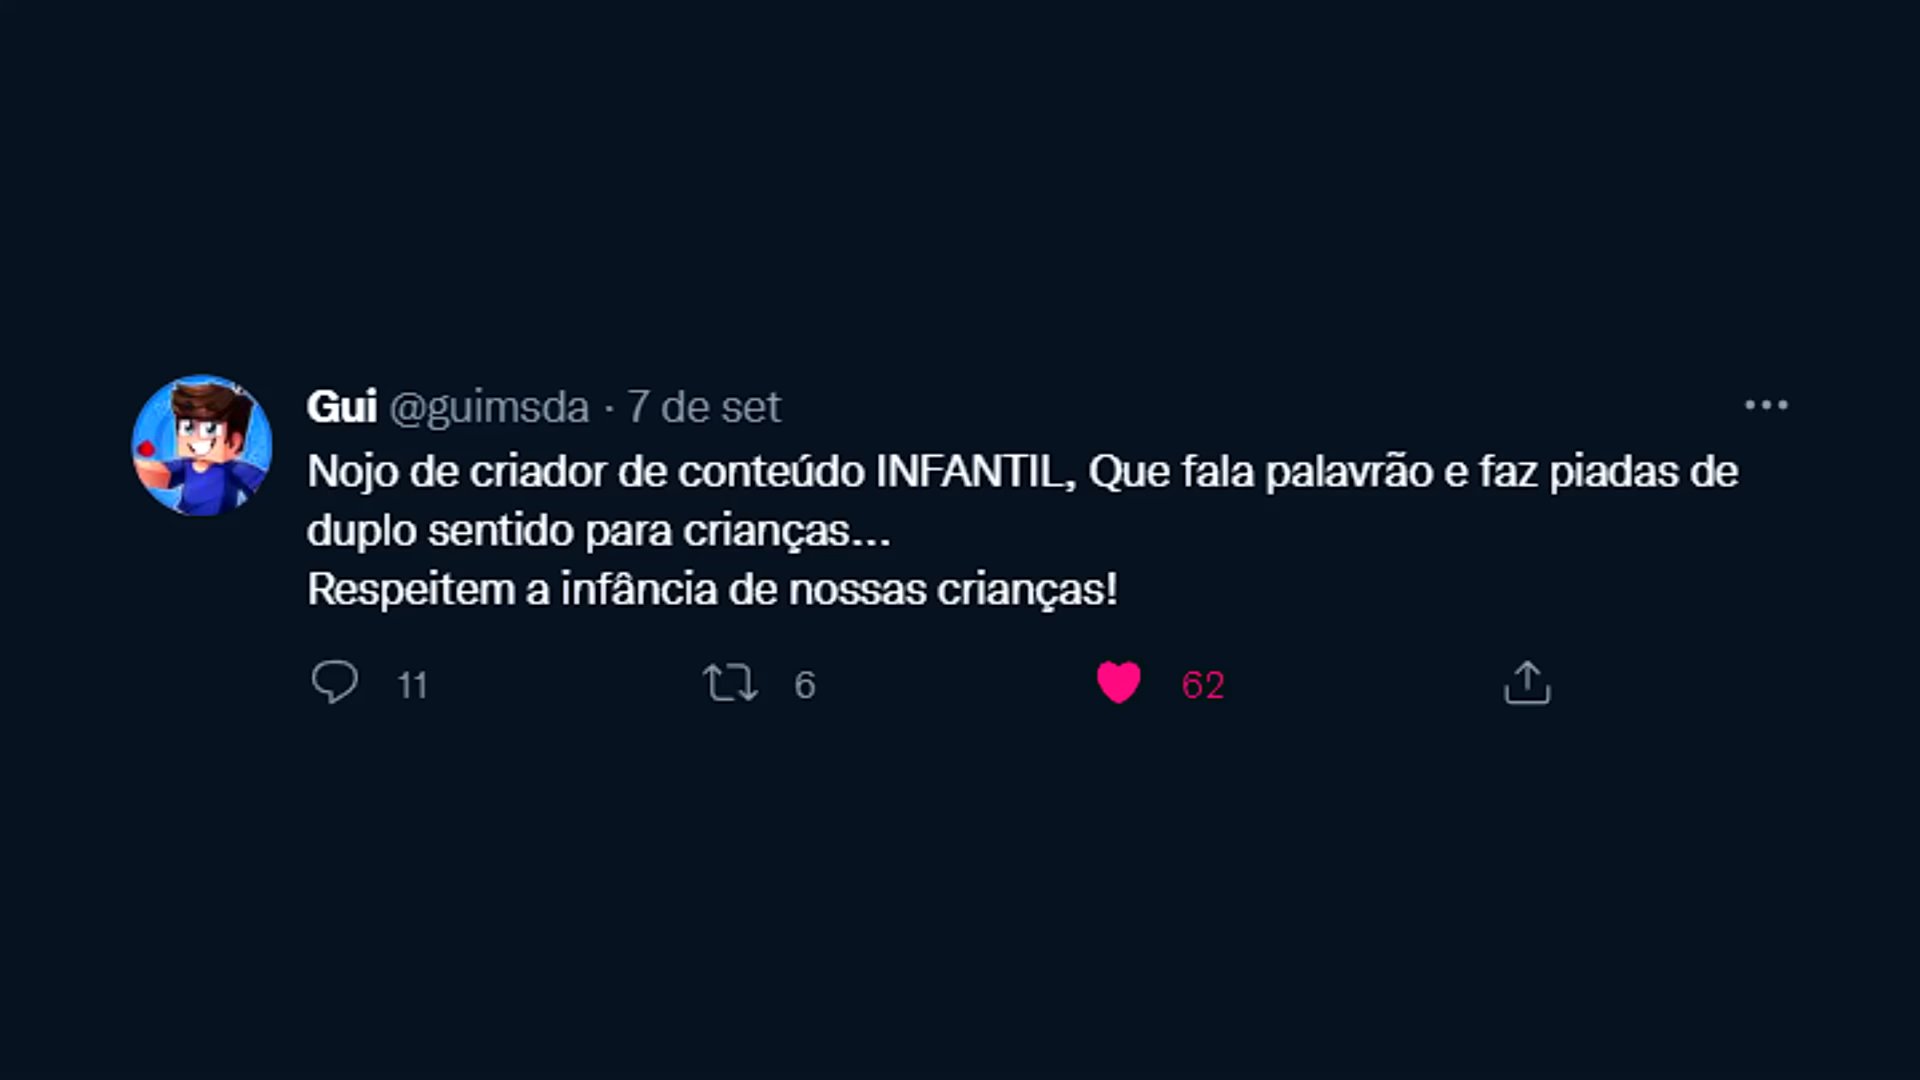 Gui @guimsda · 7 de set
Nojo de criador de conteúdo INFANTIL, Que fala palavrão e faz piadas de
duplo sentido para crianças...
Respeitem a infância de nossas crianças!
11 6 62